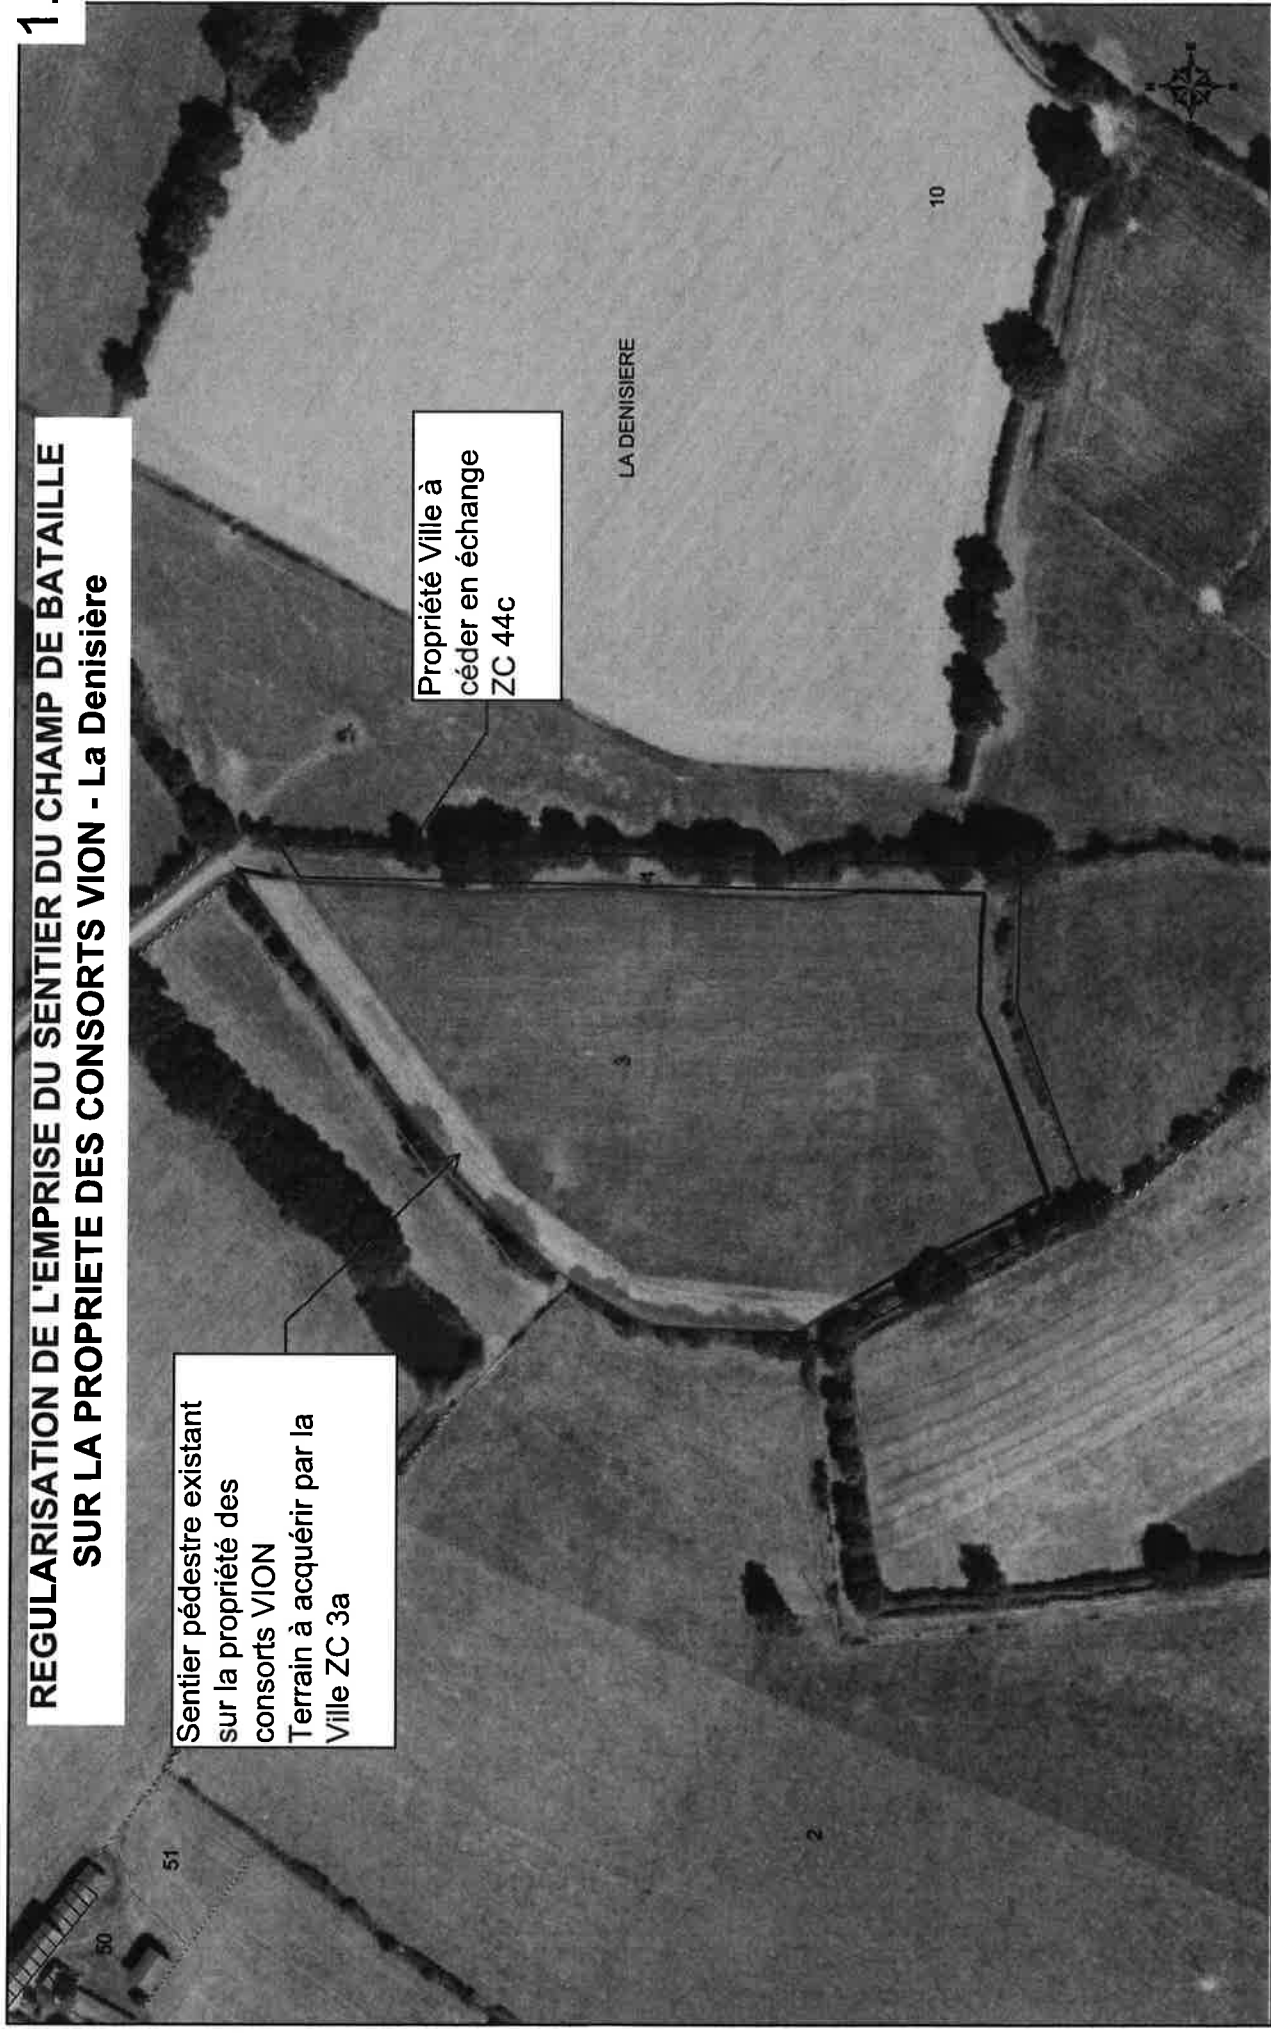 1.
REGULARISATION DE L'EMPRISE DU SENTIER DU CHAMP DE BATAILLE
SUR LA PROPRIETE DES CONSORTS VION - La Denisière
Sentier pédestre existant
sur la propriété des
consorts VION
Terrain à acquérir par la
Ville ZC 3a
Propriété Ville à
céder en échange
ZC 44c
LA DENISIERE
10
3
2
51
50